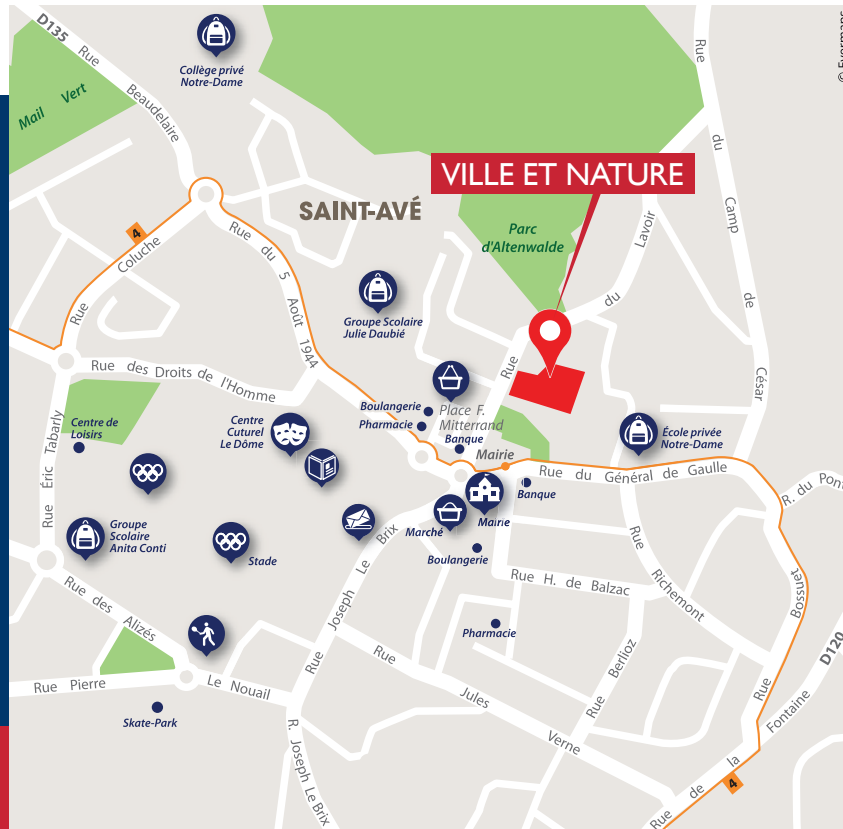 D135
Rue
Beaudelaire
Mail Vert
Collège privé
Notre-Dame
© Evermaps
Rue du Camp de César
VILLE ET NATURE
SAINT-AVÉ
Parc
d'Altenwalde
Rue du Lavoir
4
Rue Coluche
Rue du 5 Août 1944
Groupe Scolaire
Julie Daubié
Rue des Droits de l'Homme
Boulangerie
Pharmacie
Place F.
Mitterrand
Banque
Mairie
Centre
Cuturel
Le Dôme
Centre de
Loisirs
Rue Éric Tabarly
École privée
Notre-Dame
Rue du Général de Gaulle
R. du Pont
Banque
Mairie
Marché
Boulangerie
Groupe
Scolaire
Anita Conti
Stade
Rue Joseph Le Brix
Rue H. de Balzac
Rue Richemont
Rue Bossuet
Rue des Alizés
Pharmacie
Rue Berlioz
D120
Rue Pierre Le Nouail
Rue Jules Verne
Skate-Park
R. Joseph Le Brix
Rue de la Fontaine
4